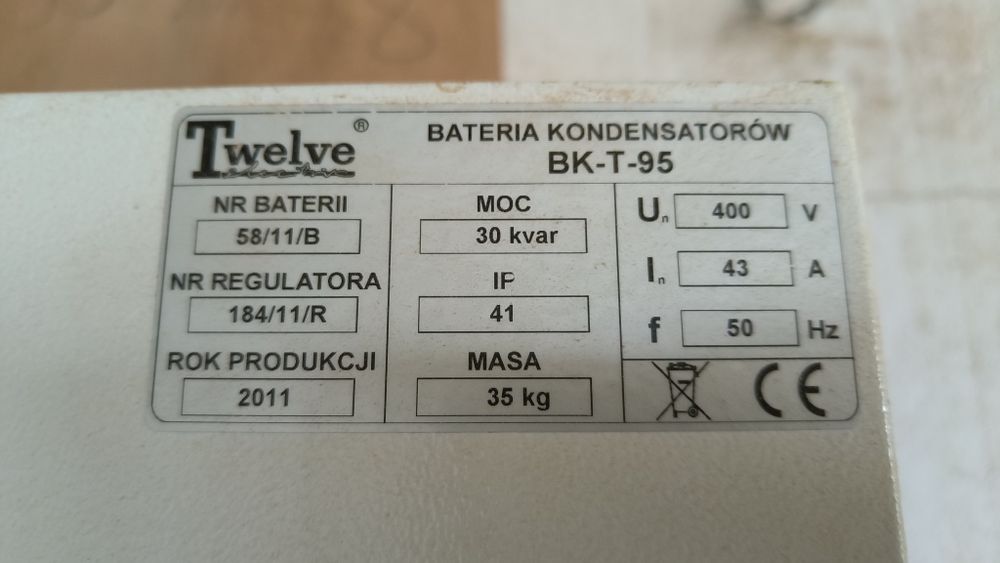 Twelve®
electric
BATERIA KONDENSATORÓW
BK-T-95
NR BATERII
58/11/B
NR REGULATORA
184/11/R
ROK PRODUKCJI
2011
MOC
30 kvar
IP
41
MASA
35 kg
Un 400 V
In 43 A
f 50 Hz
CE